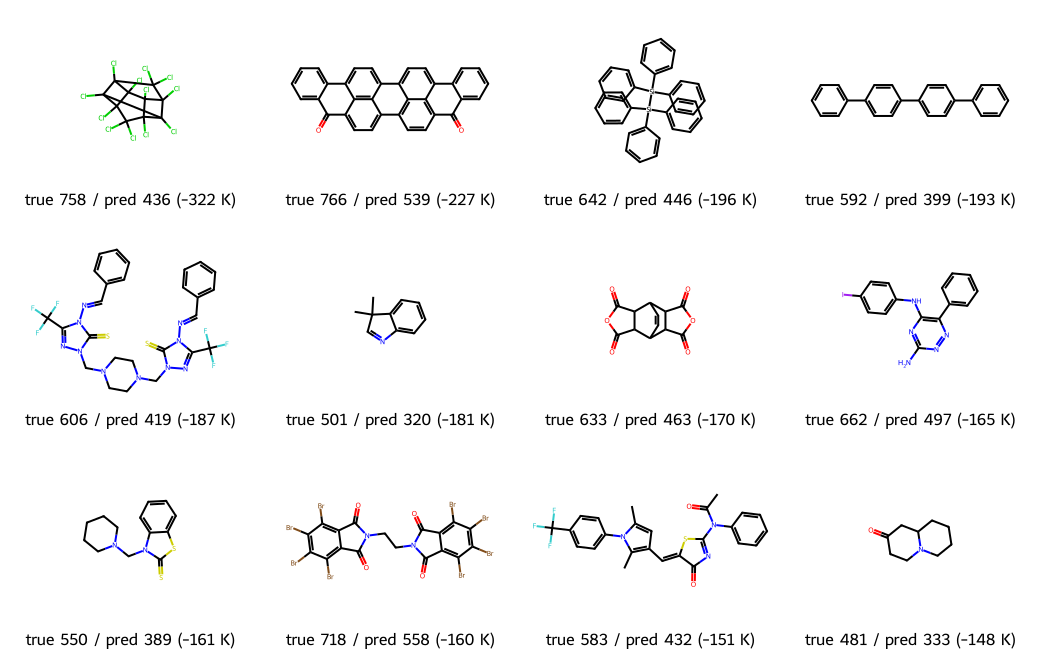 true 758 / pred 436 (-322 K)
true 766 / pred 539 (-227 K)
true 642 / pred 446 (-196 K)
true 592 / pred 399 (-193 K)
true 606 / pred 419 (-187 K)
true 501 / pred 320 (-181 K)
true 633 / pred 463 (-170 K)
true 662 / pred 497 (-165 K)
true 550 / pred 389 (-161 K)
true 718 / pred 558 (-160 K)
true 583 / pred 432 (-151 K)
true 481 / pred 333 (-148 K)